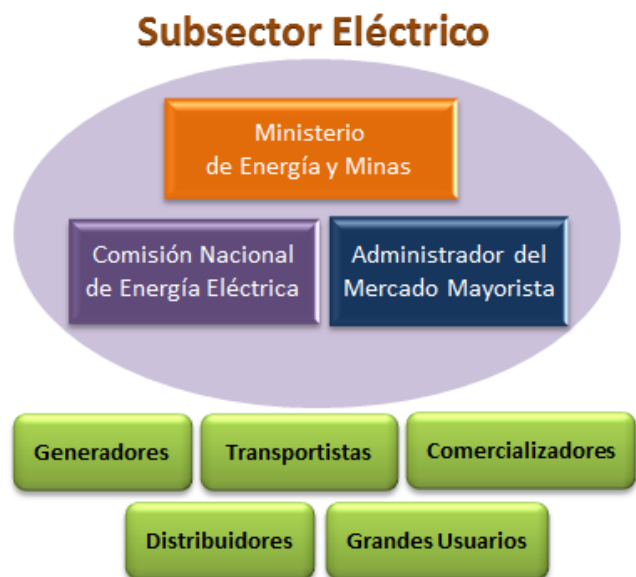 Subsector Eléctrico
Ministerio
de Energía y Minas
Comisión Nacional
de Energía Eléctrica
Administrador del
Mercado Mayorista
Generadores
Transportistas
Comercializadores
Distribuidores
Grandes Usuarios